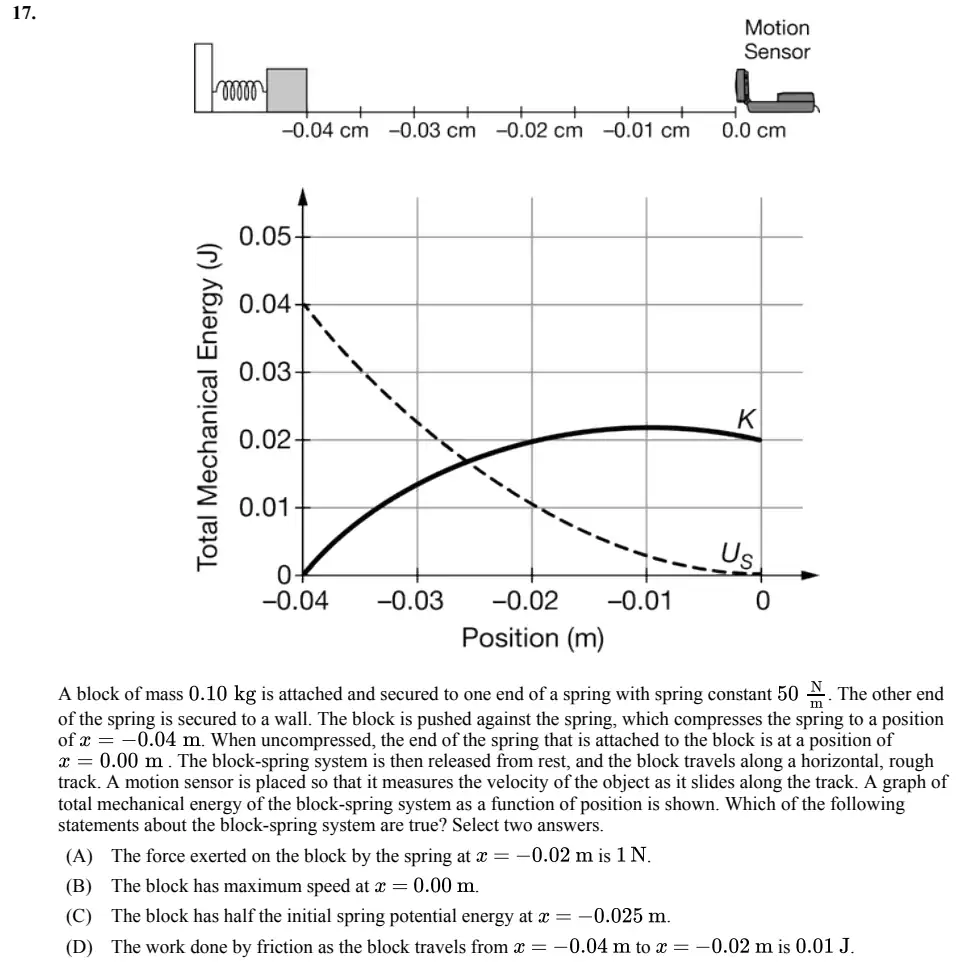 17.
Motion
Sensor
−0.04 cm −0.03 cm −0.02 cm −0.01 cm 0.0 cm
Total Mechanical Energy (J)
0.05
0.04
0.03
0.02
0.01
0
K
U_S
−0.04 −0.03 −0.02 −0.01 0
Position (m)
A block of mass 0.10 kg is attached and secured to one end of a spring with spring constant 50 N/m. The other end
of the spring is secured to a wall. The block is pushed against the spring, which compresses the spring to a position
of x = −0.04 m. When uncompressed, the end of the spring that is attached to the block is at a position of
x = 0.00 m . The block-spring system is then released from rest, and the block travels along a horizontal, rough
track. A motion sensor is placed so that it measures the velocity of the object as it slides along the track. A graph of
total mechanical energy of the block-spring system as a function of position is shown. Which of the following
statements about the block-spring system are true? Select two answers.
(A) The force exerted on the block by the spring at x = −0.02 m is 1 N.
(B) The block has maximum speed at x = 0.00 m.
(C) The block has half the initial spring potential energy at x = −0.025 m.
(D) The work done by friction as the block travels from x = −0.04 m to x = −0.02 m is 0.01 J.